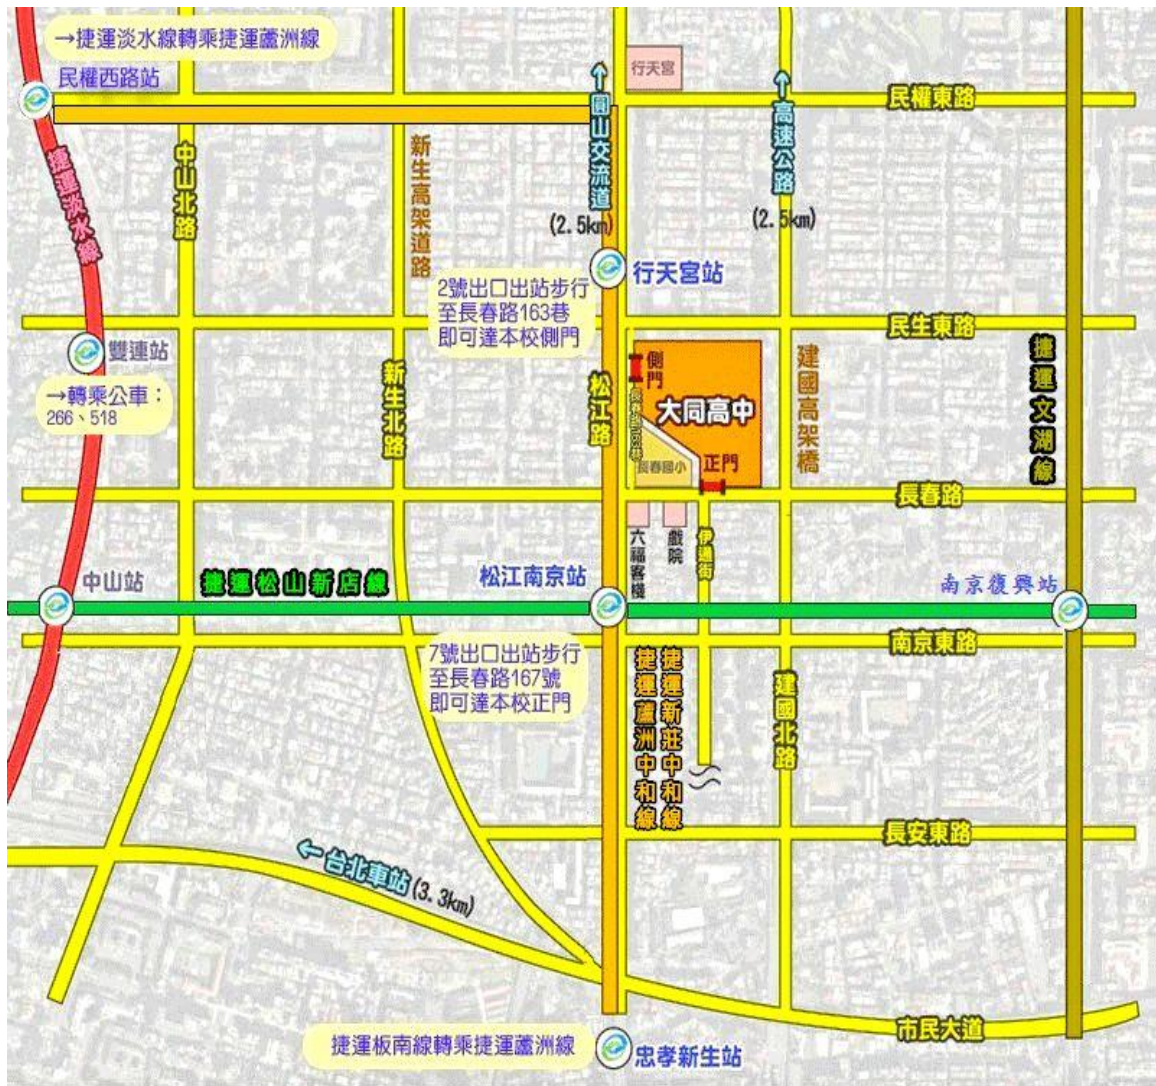 →捷運淡水線轉乘捷運蘆洲線
民權西路站
行天宮
民權東路
圓山交流道
(2.5km)
高速公路
(2.5km)
捷運淡水線
中山北路
新生高架道路
行天宮站
2號出口出站步行
至長春路163巷
即可達本校側門
民生東路
雙連站
→轉乘公車：
266、518
新生北路
松江路
側門
長春路163巷
大同高中
長春國小
正門
建國高架橋
捷運文湖線
長春路
六福客棧
戲院
伊通街
中山站
捷運松山新店線
松江南京站
南京復興站
南京東路
7號出口出站步行
至長春路167號
即可達本校正門
捷運蘆洲中和線
捷運新莊中和線
建國北路
長安東路
←台北車站(3.3km)
市民大道
捷運板南線轉乘捷運蘆洲線
忠孝新生站